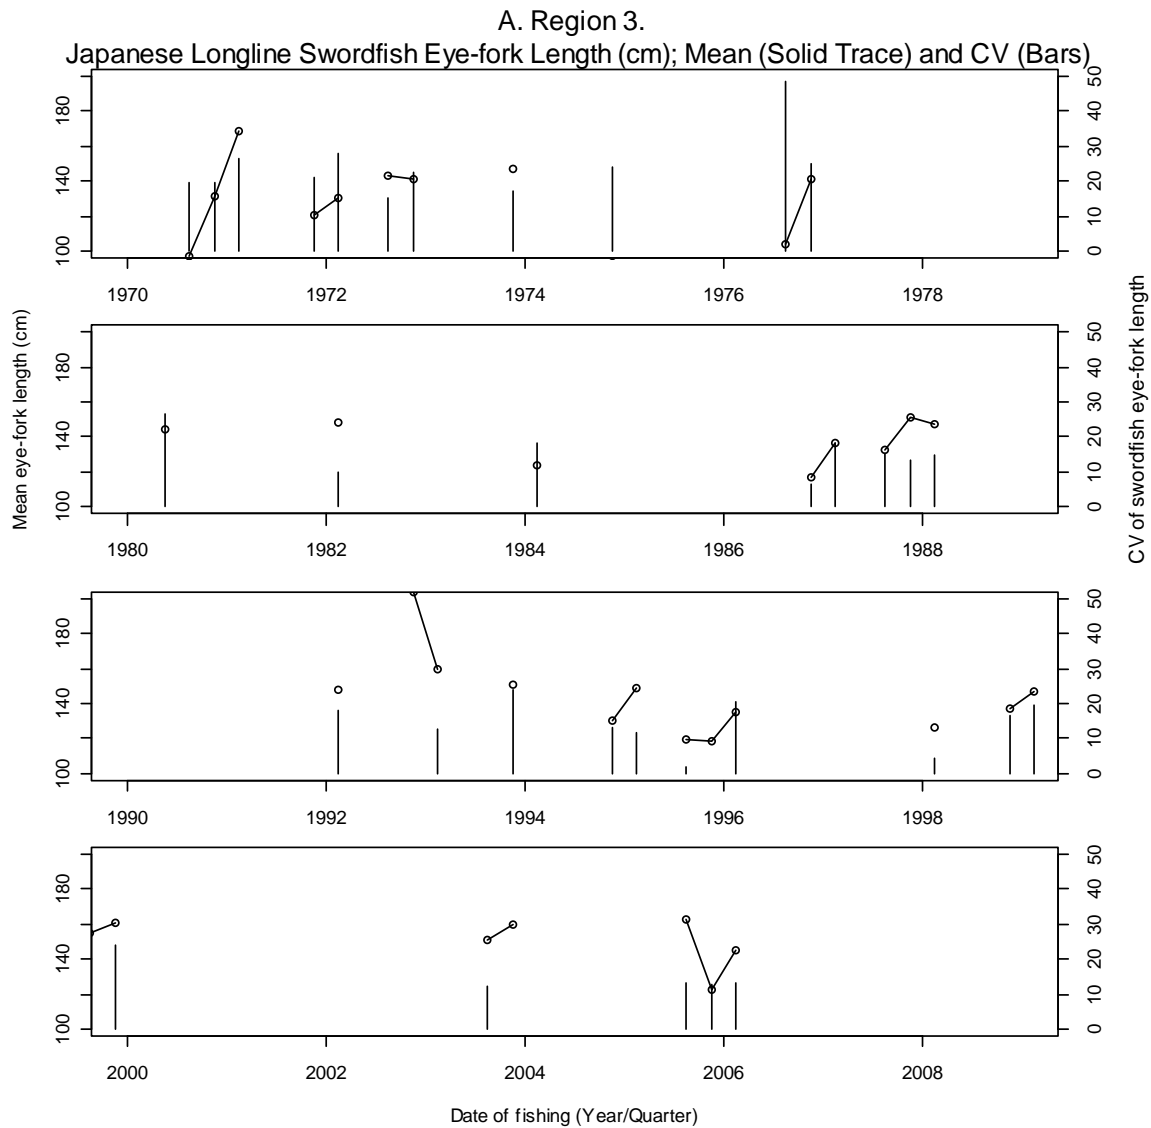 A. Region 3.
Japanese Longline Swordfish Eye-fork Length (cm); Mean (Solid Trace) and CV (Bars)
100 140 180
0 10 20 30 40 50
1970 1972 1974 1976 1978
Mean eye-fork length (cm)
CV of swordfish eye-fork length
100 140 180
0 10 20 30 40 50
1980 1982 1984 1986 1988
100 140 180
0 10 20 30 40 50
1990 1992 1994 1996 1998
100 140 180
0 10 20 30 40 50
2000 2002 2004 2006 2008
Date of fishing (Year/Quarter)